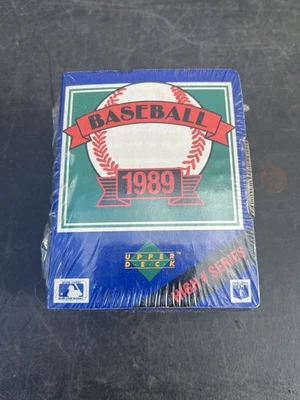 BASEBALL
1989
UPPER
DECK
HIGH # SERIES